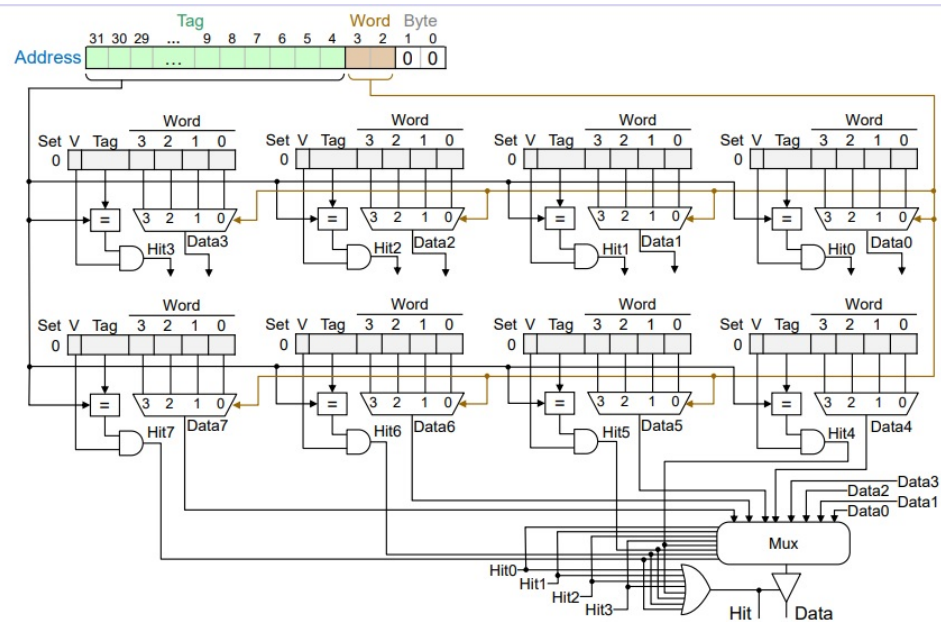 Tag Word Byte
31 30 29 ... 9 8 7 6 5 4 3 2 1 0
Address ... 0 0
Word Word Word Word
Set V Tag 3 2 1 0 Set V Tag 3 2 1 0 Set V Tag 3 2 1 0 Set V Tag 3 2 1 0
0 0 0 0
= 3 2 1 0 = 3 2 1 0 = 3 2 1 0 = 3 2 1 0
Hit3 Data3 Hit2 Data2 Hit1 Data1 Hit0 Data0
Word Word Word Word
Set V Tag 3 2 1 0 Set V Tag 3 2 1 0 Set V Tag 3 2 1 0 Set V Tag 3 2 1 0
0 0 0 0
= 3 2 1 0 = 3 2 1 0 = 3 2 1 0 = 3 2 1 0
Hit7 Data7 Hit6 Data6 Hit5 Data5 Hit4 Data4
Data3
Data2
Data1
Data0
Mux
Hit0
Hit1
Hit2
Hit3
Hit Data